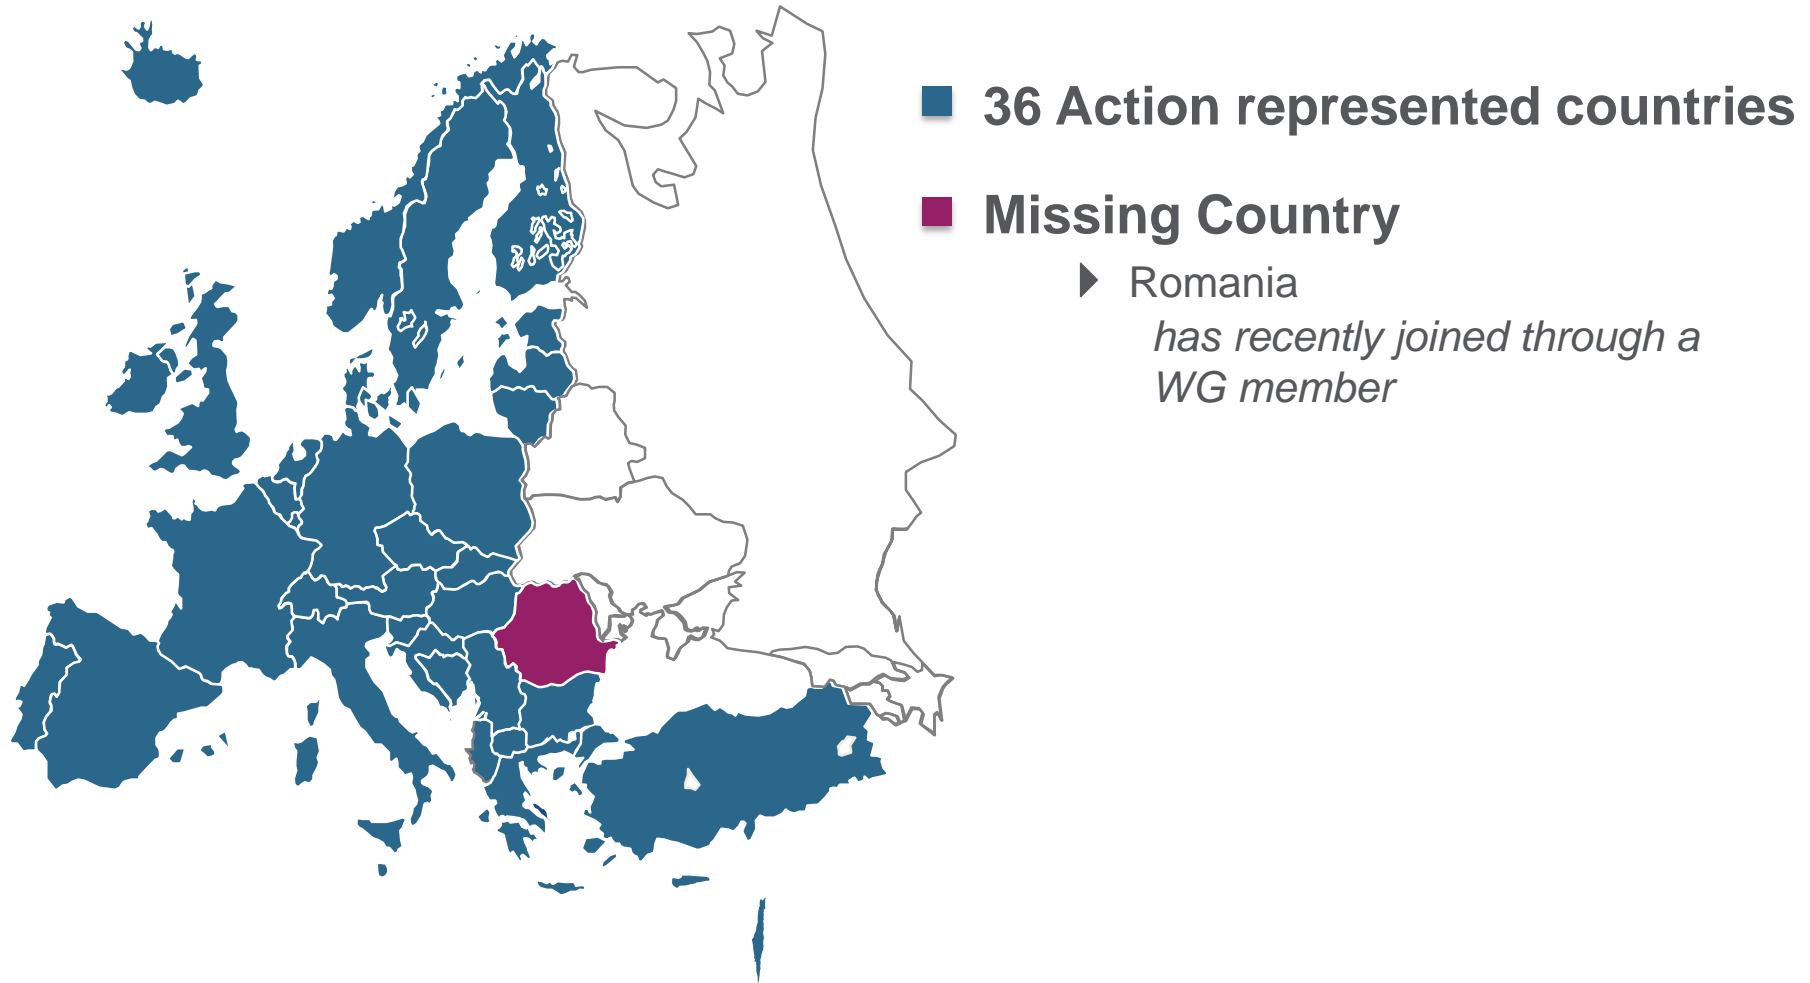 36 Action represented countries
Missing Country
Romania
has recently joined through a
WG member